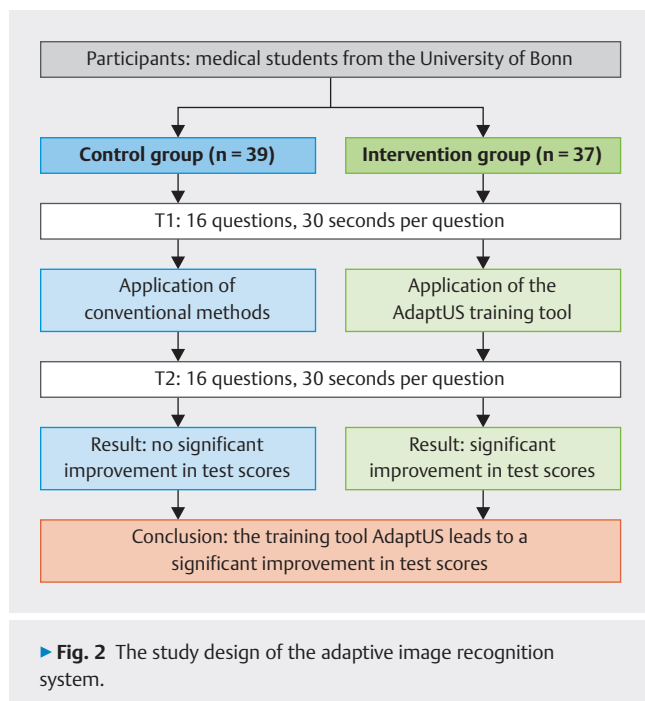 Participants: medical students from the University of Bonn
Control group (n = 39)
Intervention group (n = 37)
T1: 16 questions, 30 seconds per question
Application of
conventional methods
Application of the
AdaptUS training tool
T2: 16 questions, 30 seconds per question
Result: no significant
improvement in test scores
Result: significant
improvement in test scores
Conclusion: the training tool AdaptUS leads to a
significant improvement in test scores
► Fig. 2 The study design of the adaptive image recognition
system.